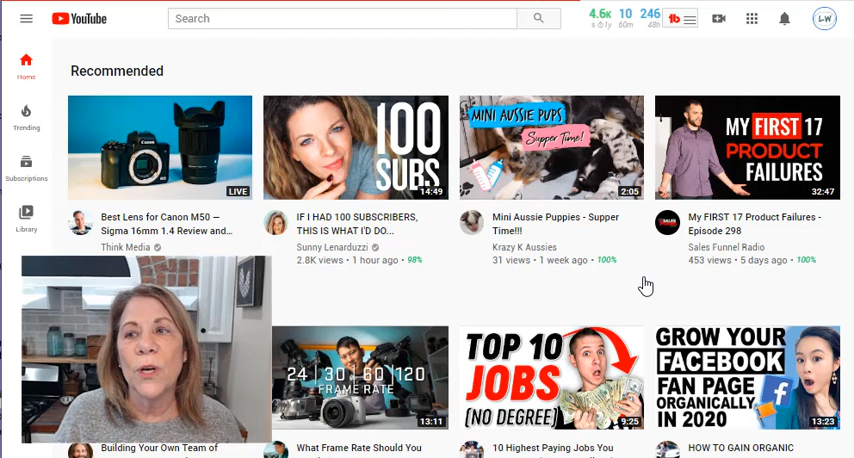 YouTube
Search
4.6K 10 246
60m 48h
LW
Home
Trending
Subscriptions
Library
Recommended
Canon
LIVE
100
SUBS
14:49
MINI AUSSIE PUPS
Supper Time!
2:05
MY FIRST 17
PRODUCT
FAILURES
32:47
Best Lens for Canon M50 —
Sigma 16mm 1.4 Review and...
Think Media
IF I HAD 100 SUBSCRIBERS,
THIS IS WHAT I'D DO...
Sunny Lenarduzzi
2.8K views • 1 hour ago • 98%
Mini Aussie Puppies - Supper
Time!!!
Krazy K Aussies
31 views • 1 week ago • 100%
My FIRST 17 Product Failures -
Episode 298
Sales Funnel Radio
453 views • 5 days ago • 100%
24 | 30 | 60 | 120
FRAME RATE
13:11
TOP 10
JOBS
(NO DEGREE)
9:25
GROW YOUR
FACEBOOK
FAN PAGE
ORGANICALLY
IN 2020
f
13:23
Building Your Own Team of
What Frame Rate Should You
10 Highest Paying Jobs You
HOW TO GAIN ORGANIC